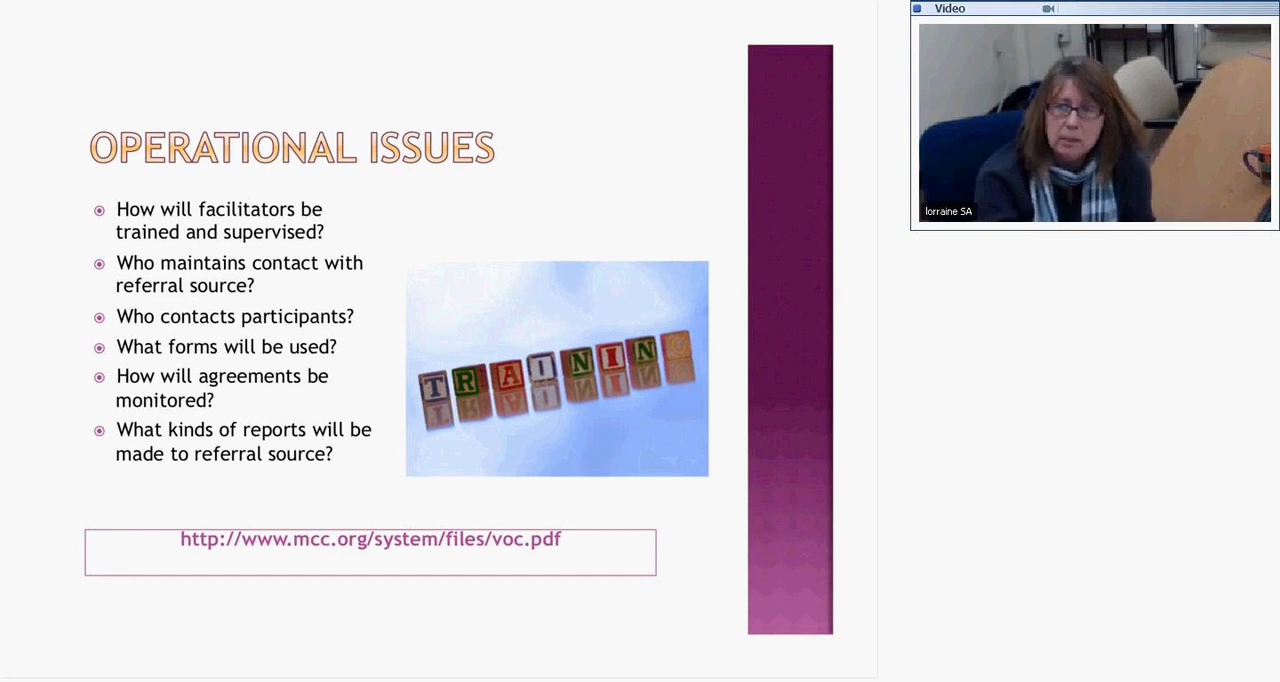 Video
OPERATIONAL ISSUES
How will facilitators be
trained and supervised?
Who maintains contact with
referral source?
Who contacts participants?
What forms will be used?
How will agreements be
monitored?
What kinds of reports will be
made to referral source?
TRAINING
http://www.mcc.org/system/files/voc.pdf
lorraine SA